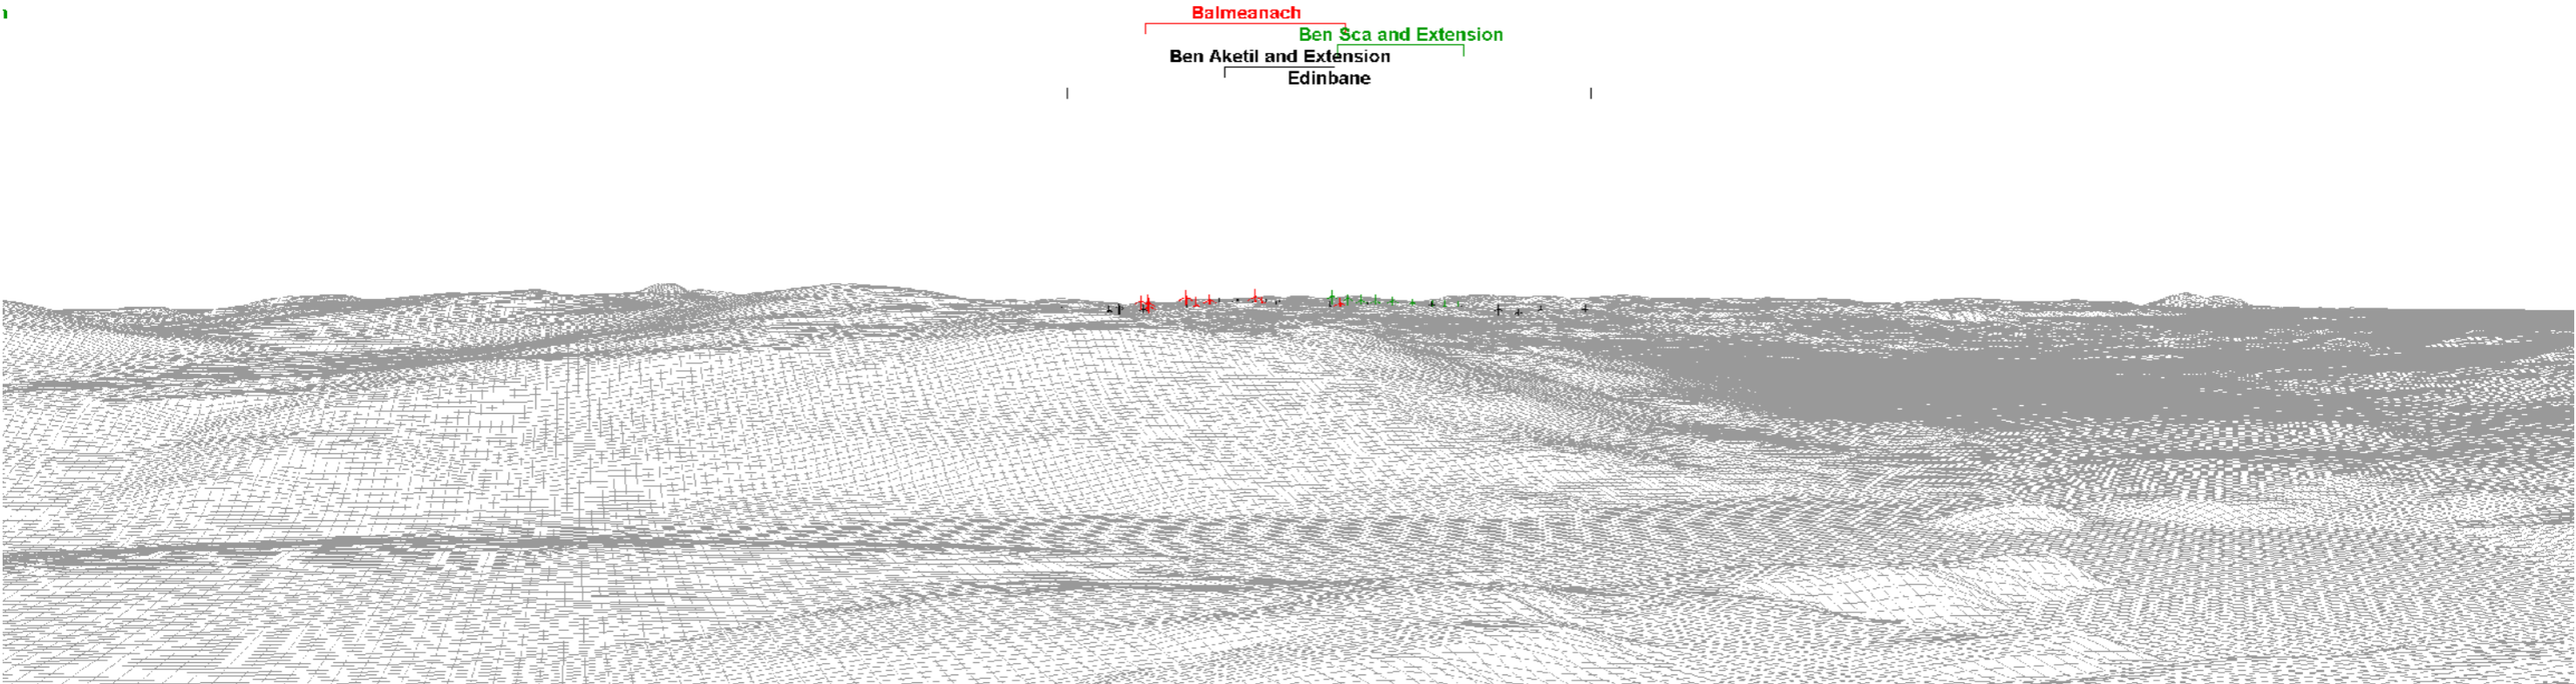 Balmeanach
Ben Sca and Extension
Ben Aketil and Extension
Edinbane